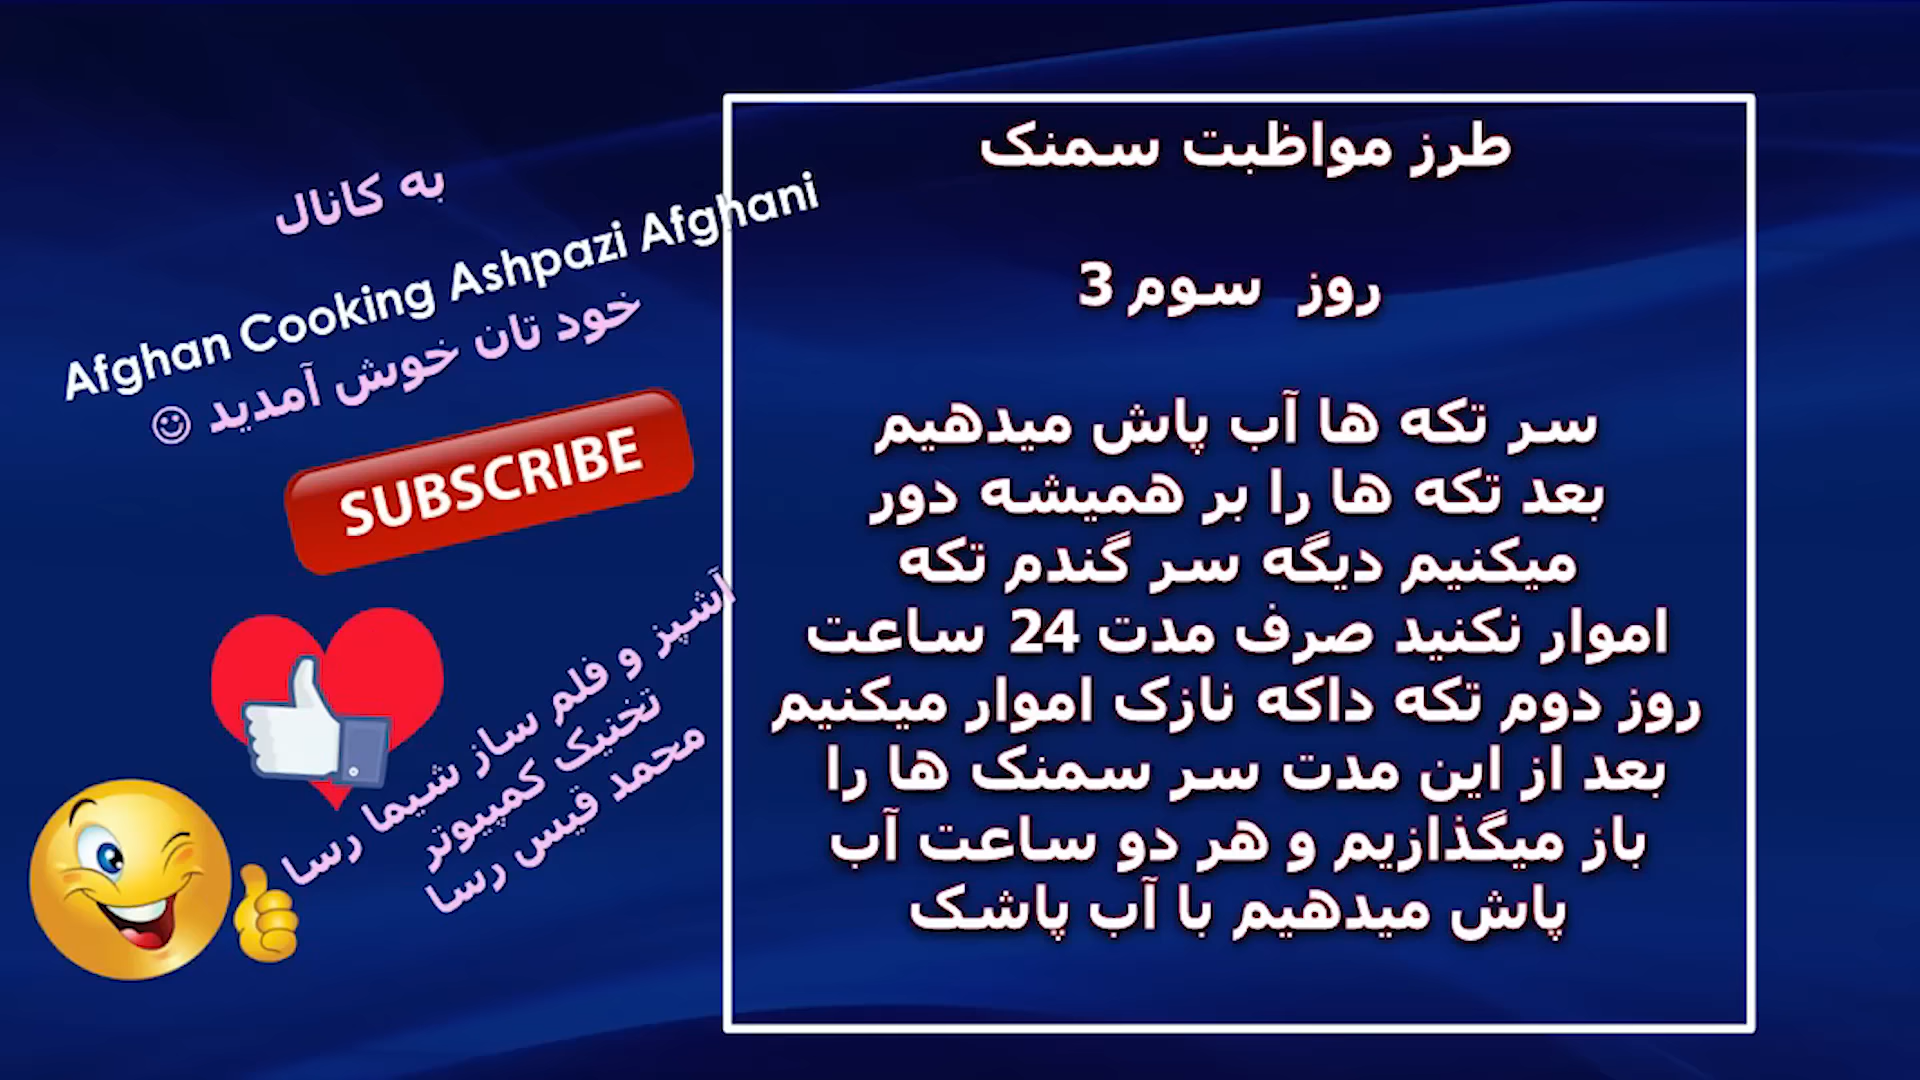 به کانال
Afghan Cooking Ashpazi Afghani
خود تان خوش آمدید ☺
SUBSCRIBE
آشپز و فلم ساز شیما رسا
تخنیک کمپیوتر
محمد قیس رسا
طرز مواظبت سمنک
روز سوم 3
سر تکه ها آب پاش میدهیم
بعد تکه ها را بر همیشه دور
میکنیم دیگه سر گندم تکه
اموار نکنید صرف مدت 24 ساعت
روز دوم تکه داکه نازک اموار میکنیم
بعد از این مدت سر سمنک ها را
باز میگذازیم و هر دو ساعت آب
پاش میدهیم با آب پاشک